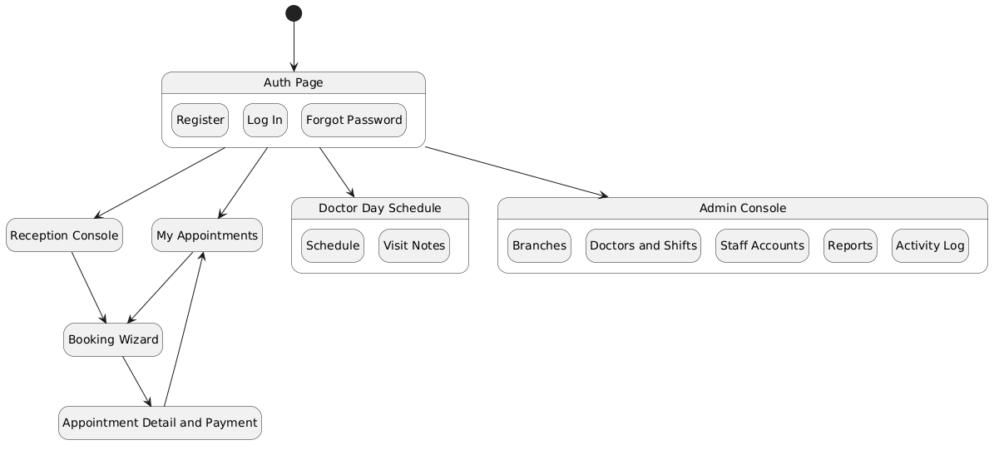 Auth Page
Register
Log In
Forgot Password
Doctor Day Schedule
Admin Console
Reception Console
My Appointments
Schedule
Visit Notes
Branches
Doctors and Shifts
Staff Accounts
Reports
Activity Log
Booking Wizard
Appointment Detail and Payment